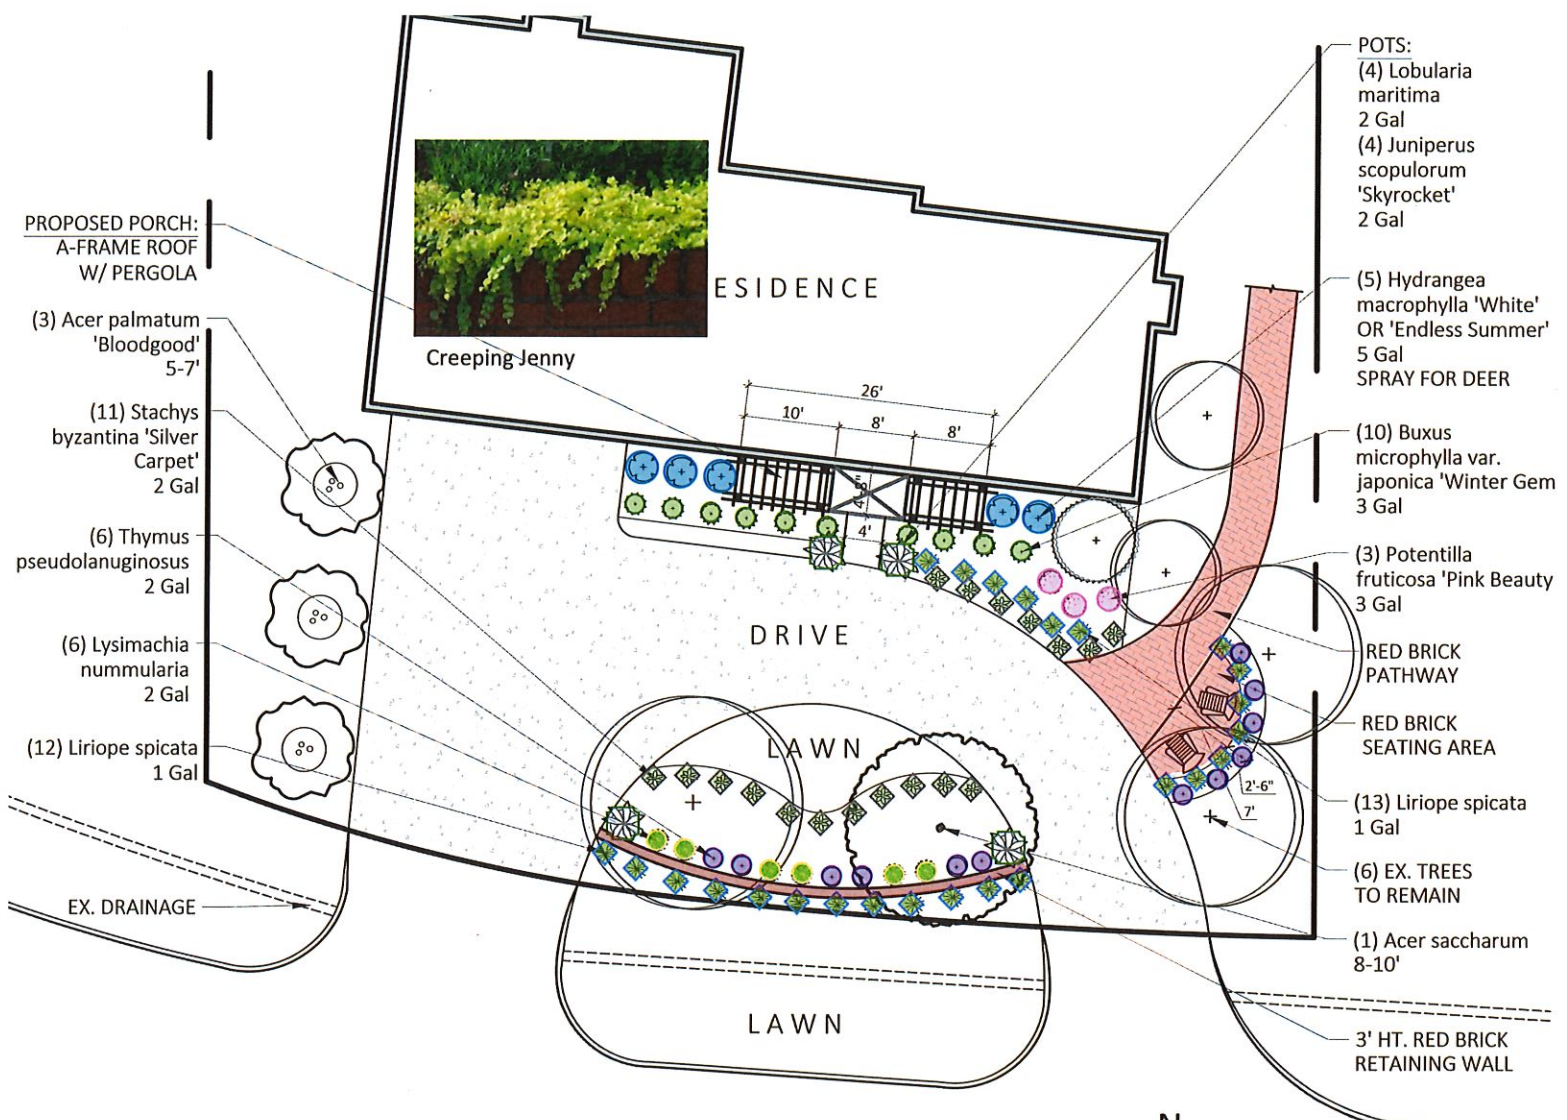 PROPOSED PORCH:
A-FRAME ROOF
W/ PERGOLA
(3) Acer palmatum
'Bloodgood'
5-7'
(11) Stachys
byzantina 'Silver
Carpet'
2 Gal
(6) Thymus
pseudolanuginosus
2 Gal
(6) Lysimachia
nummularia
2 Gal
(12) Liriope spicata
1 Gal
EX. DRAINAGE
ESIDENCE
Creeping Jenny
26'
10'
8'
8'
4'-8"
4'
DRIVE
LAWN
LAWN
2'-6"
7'
POTS:
(4) Lobularia
maritima
2 Gal
(4) Juniperus
scopulorum
'Skyrocket'
2 Gal
(5) Hydrangea
macrophylla 'White'
OR 'Endless Summer'
5 Gal
SPRAY FOR DEER
(10) Buxus
microphylla var.
japonica 'Winter Gem
3 Gal
(3) Potentilla
fruticosa 'Pink Beauty
3 Gal
RED BRICK
PATHWAY
RED BRICK
SEATING AREA
(13) Liriope spicata
1 Gal
(6) EX. TREES
TO REMAIN
(1) Acer saccharum
8-10'
3' HT. RED BRICK
RETAINING WALL
N